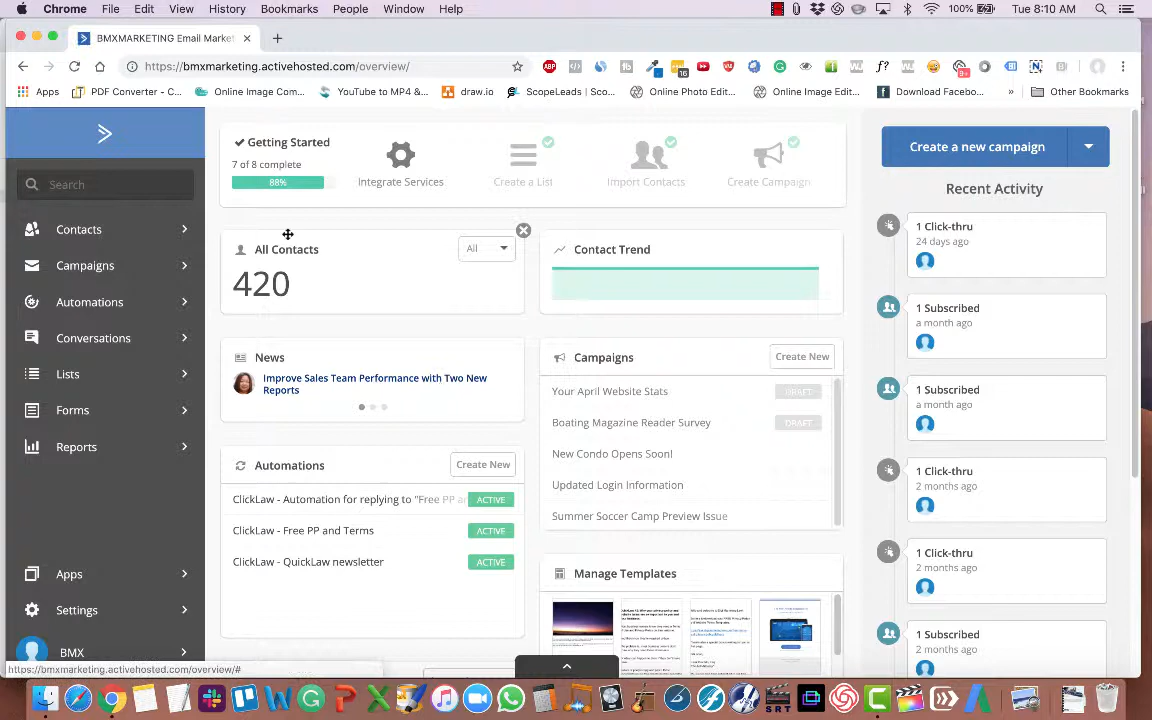 Chrome File Edit View History Bookmarks People Window Help 100% Tue 8:10 AM
BMXMARKETING Email Market
https://bmxmarketing.activehosted.com/overview/
Apps PDF Converter - C... Online Image Com... YouTube to MP4 &... draw.io ScopeLeads | Sco... Online Photo Edit... Online Image Edit... Download Facebo... » Other Bookmarks
Search
Contacts
Campaigns
Automations
Conversations
Lists
Forms
Reports
Apps
Settings
BMX
https://bmxmarketing.activehosted.com/overview/#
Getting Started
7 of 8 complete
88%
Integrate Services
Create a List
Import Contacts
Create Campaign
All Contacts
All
420
Contact Trend
News
Improve Sales Team Performance with Two New
Reports
Campaigns
Create New
Your April Website Stats DRAFT
Boating Magazine Reader Survey DRAFT
New Condo Opens Soon!
Updated Login Information
Summer Soccer Camp Preview Issue
Automations
Create New
ClickLaw - Automation for replying to "Free PP a ACTIVE
ClickLaw - Free PP and Terms ACTIVE
ClickLaw - QuickLaw newsletter ACTIVE
Manage Templates
Create a new campaign
Recent Activity
1 Click-thru
24 days ago
1 Subscribed
a month ago
1 Subscribed
a month ago
1 Click-thru
2 months ago
1 Click-thru
2 months ago
1 Subscribed
2 months ago